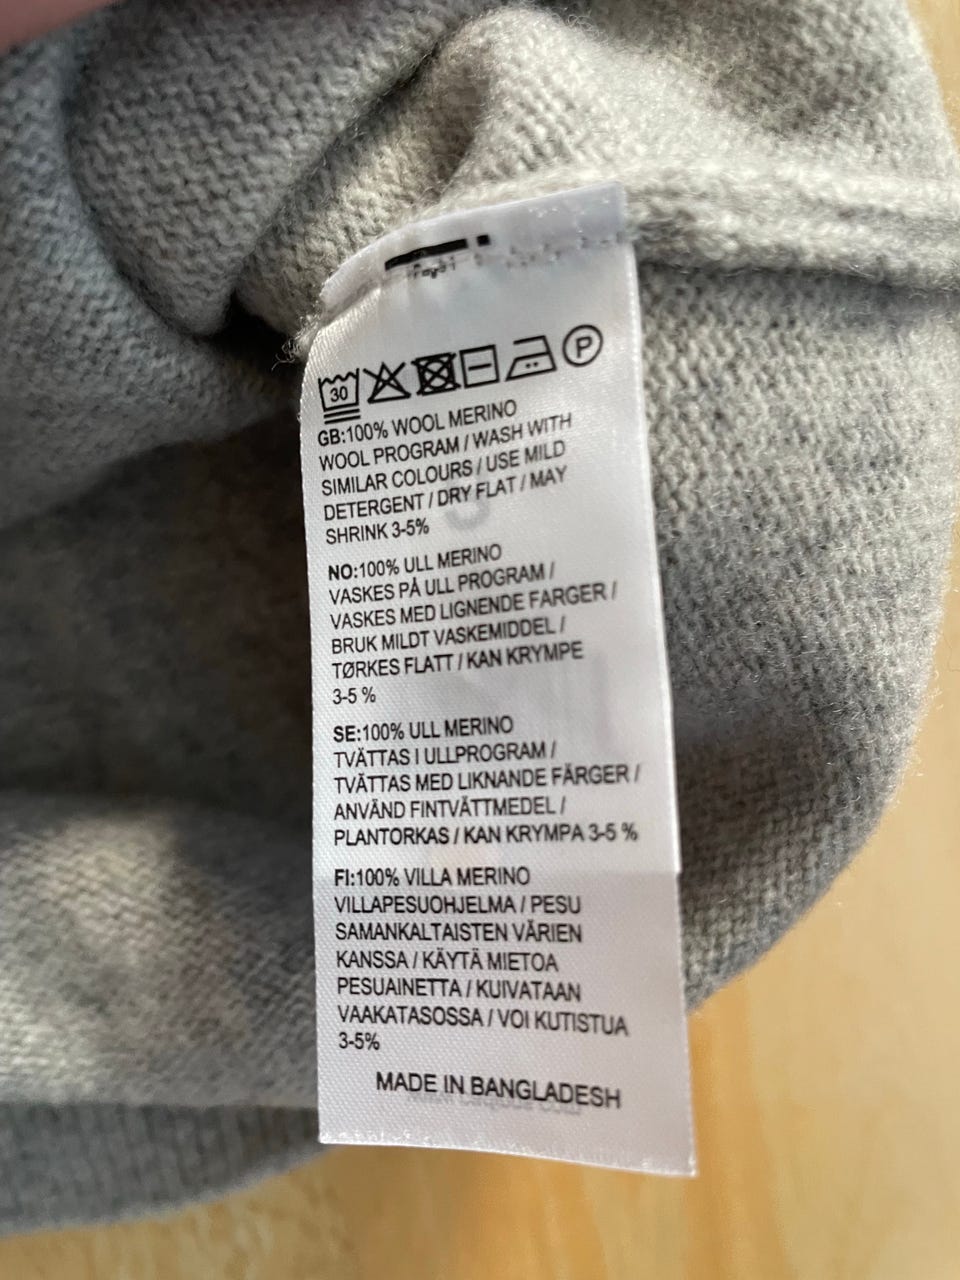 30
P
GB:100% WOOL MERINO
WOOL PROGRAM / WASH WITH
SIMILAR COLOURS / USE MILD
DETERGENT / DRY FLAT / MAY
SHRINK 3-5%
NO:100% ULL MERINO
VASKES PÅ ULL PROGRAM /
VASKES MED LIGNENDE FARGER /
BRUK MILDT VASKEMIDDEL /
TØRKES FLATT / KAN KRYMPE
3-5 %
SE:100% ULL MERINO
TVÄTTAS I ULLPROGRAM /
TVÄTTAS MED LIKNANDE FÄRGER /
ANVÄND FINTVÄTTMEDEL /
PLANTORKAS / KAN KRYMPA 3-5 %
FI:100% VILLA MERINO
VILLAPESUOHJELMA / PESU
SAMANKALTAISTEN VÄRIEN
KANSSA / KÄYTÄ MIETOA
PESUAINETTA / KUIVATAAN
VAAKATASOSSA / VOI KUTISTUA
3-5%
MADE IN BANGLADESH